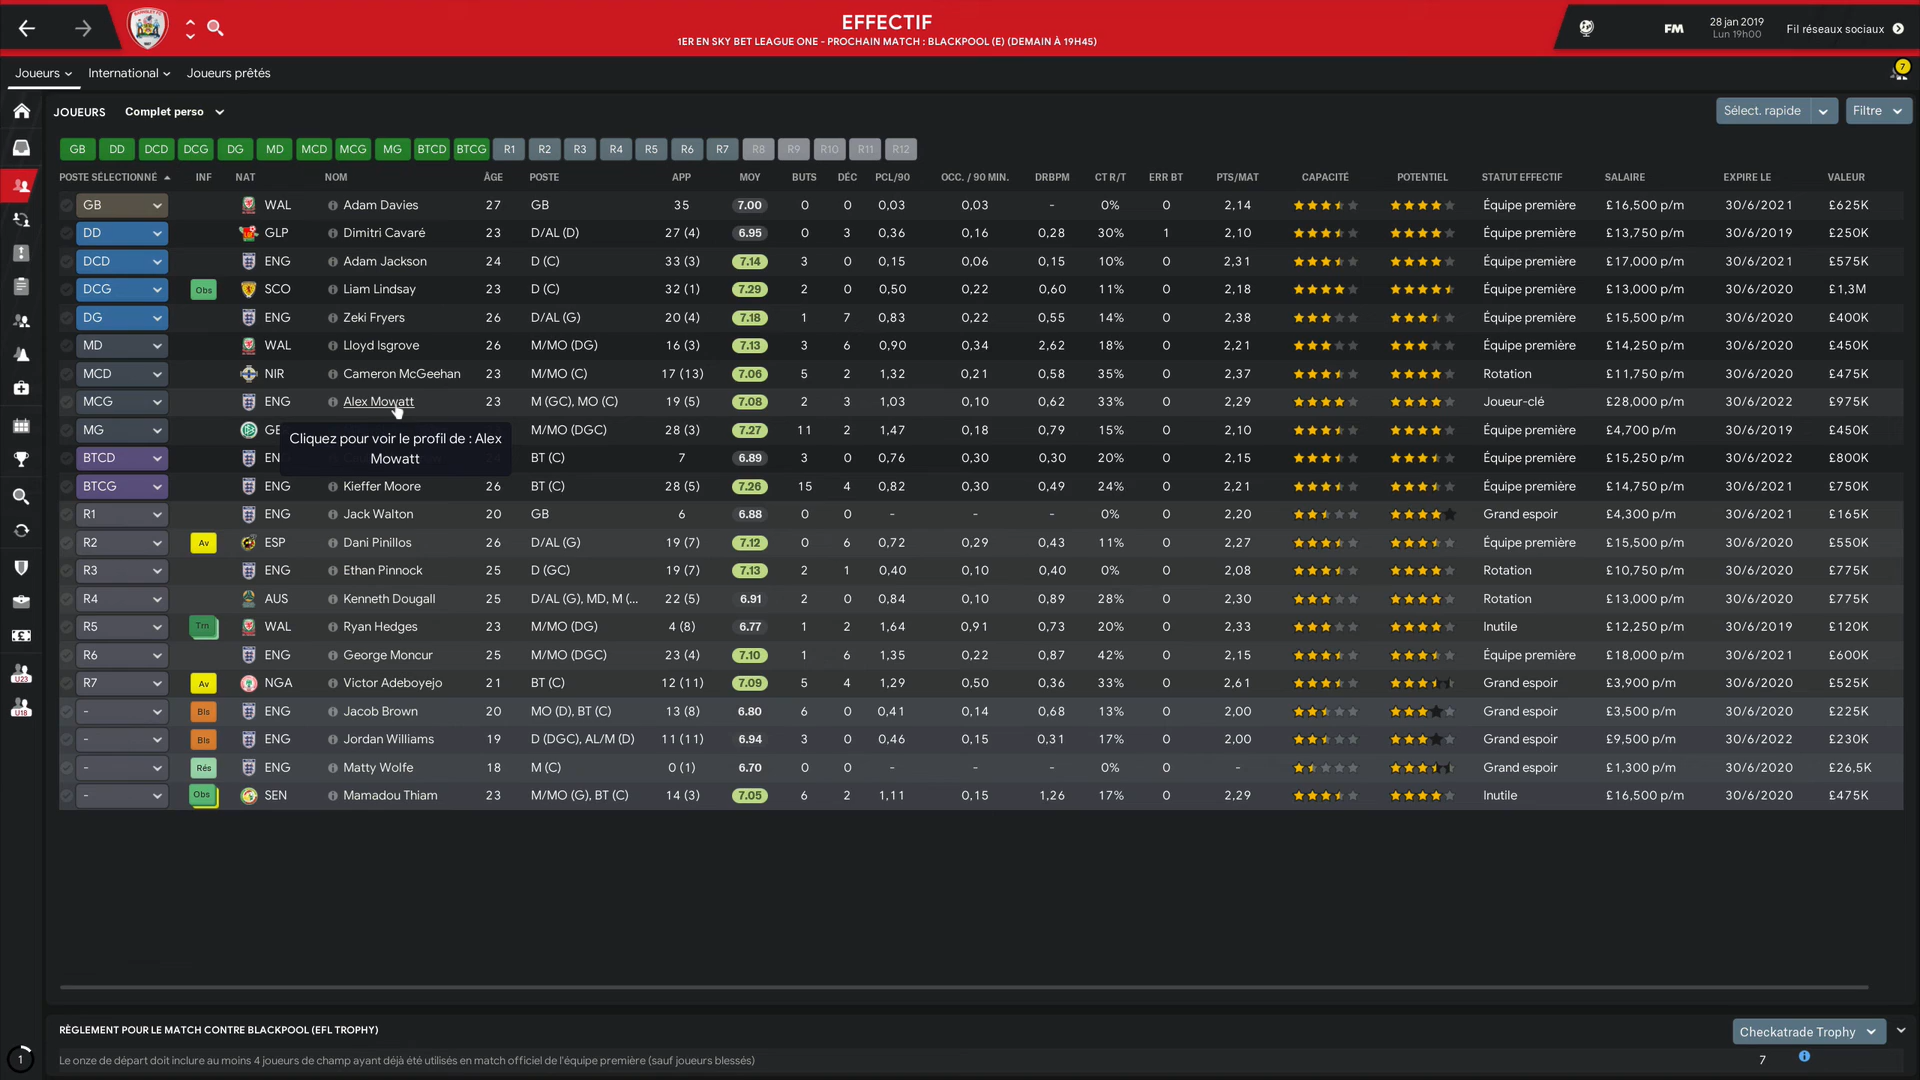 EFFECTIF
1ER EN SKY BET LEAGUE ONE - PROCHAIN MATCH : BLACKPOOL (E) (DEMAIN À 19H45)
FM
28 jan 2019
Lun 19h00
Fil réseaux sociaux
Joueurs International Joueurs prêtés
7
JOUEURS Complet perso Sélect. rapide Filtre
GB DD DCD DCG DG MD MCD MCG MG BTCD BTCG R1 R2 R3 R4 R5 R6 R7 R8 R9 R10 R11 R12
POSTE SÉLECTIONNÉ INF NAT NOM ÂGE POSTE APP MOY BUTS DÉC PCL/90 OCC. / 90 MIN. DRBPM CT R/T ERR BT PTS/MAT CAPACITÉ POTENTIEL STATUT EFFECTIF SALAIRE EXPIRE LE VALEUR
GB WAL Adam Davies 27 GB 35 7.00 0 0 0,03 0,03 - 0% 0 2,14 Équipe première £16,500 p/m 30/6/2021 £625K
DD GLP Dimitri Cavaré 23 D/AL (D) 27 (4) 6.95 0 3 0,36 0,16 0,28 30% 1 2,10 Équipe première £13,750 p/m 30/6/2019 £250K
DCD ENG Adam Jackson 24 D (C) 33 (3) 7.14 3 0 0,15 0,06 0,15 10% 0 2,31 Équipe première £17,000 p/m 30/6/2021 £575K
DCG Obs SCO Liam Lindsay 23 D (C) 32 (1) 7.29 2 0 0,50 0,22 0,60 11% 0 2,18 Équipe première £13,000 p/m 30/6/2020 £1,3M
DG ENG Zeki Fryers 26 D/AL (G) 20 (4) 7.18 1 7 0,83 0,22 0,55 14% 0 2,38 Équipe première £15,500 p/m 30/6/2020 £400K
MD WAL Lloyd Isgrove 26 M/MO (DG) 16 (3) 7.13 3 6 0,90 0,34 2,62 18% 0 2,21 Équipe première £14,250 p/m 30/6/2020 £450K
MCD NIR Cameron McGeehan 23 M/MO (C) 17 (13) 7.06 5 2 1,32 0,21 0,58 35% 0 2,37 Rotation £11,750 p/m 30/6/2020 £475K
MCG ENG Alex Mowatt 23 M (GC), MO (C) 19 (5) 7.08 2 3 1,03 0,10 0,62 33% 0 2,29 Joueur-clé £28,000 p/m 30/6/2022 £975K
MG M/MO (DGC) 28 (3) 7.27 11 2 1,47 0,18 0,79 15% 0 2,10 Équipe première £4,700 p/m 30/6/2019 £450K
Cliquez pour voir le profil de : Alex
Mowatt
BTCD BT (C) 7 6.89 3 0 0,76 0,30 0,30 20% 0 2,15 Équipe première £15,250 p/m 30/6/2022 £800K
BTCG ENG Kieffer Moore 26 BT (C) 28 (5) 7.26 15 4 0,82 0,30 0,49 24% 0 2,21 Équipe première £14,750 p/m 30/6/2021 £750K
R1 ENG Jack Walton 20 GB 6 6.88 0 0 - - - 0% 0 2,20 Grand espoir £4,300 p/m 30/6/2021 £165K
R2 Av ESP Dani Pinillos 26 D/AL (G) 19 (7) 7.12 0 6 0,72 0,29 0,43 11% 0 2,27 Équipe première £15,500 p/m 30/6/2020 £550K
R3 ENG Ethan Pinnock 25 D (GC) 19 (7) 7.13 2 1 0,40 0,10 0,40 0% 0 2,08 Rotation £10,750 p/m 30/6/2020 £775K
R4 AUS Kenneth Dougall 25 D/AL (G), MD, M (... 22 (5) 6.91 2 0 0,84 0,10 0,89 28% 0 2,30 Rotation £13,000 p/m 30/6/2020 £775K
R5 Trn WAL Ryan Hedges 23 M/MO (DG) 4 (8) 6.77 1 2 1,64 0,91 0,73 20% 0 2,33 Inutile £12,250 p/m 30/6/2019 £120K
R6 ENG George Moncur 25 M/MO (DGC) 23 (4) 7.10 1 6 1,35 0,22 0,87 42% 0 2,15 Équipe première £18,000 p/m 30/6/2021 £600K
R7 Av NGA Victor Adeboyejo 21 BT (C) 12 (11) 7.09 5 4 1,29 0,50 0,36 33% 0 2,61 Grand espoir £3,900 p/m 30/6/2020 £525K
- Bls ENG Jacob Brown 20 MO (D), BT (C) 13 (8) 6.80 6 0 0,41 0,14 0,68 13% 0 2,00 Grand espoir £3,500 p/m 30/6/2020 £225K
- Bls ENG Jordan Williams 19 D (DGC), AL/M (D) 11 (11) 6.94 3 0 0,46 0,15 0,31 17% 0 2,00 Grand espoir £9,500 p/m 30/6/2022 £230K
- Rés ENG Matty Wolfe 18 M (C) 0 (1) 6.70 0 0 - - - 0% 0 - Grand espoir £1,300 p/m 30/6/2020 £26,5K
- Obs SEN Mamadou Thiam 23 M/MO (G), BT (C) 14 (3) 7.05 6 2 1,11 0,15 1,26 17% 0 2,29 Inutile £16,500 p/m 30/6/2020 £475K
U23
U18
RÈGLEMENT POUR LE MATCH CONTRE BLACKPOOL (EFL TROPHY) Checkatrade Trophy
1 Le onze de départ doit inclure au moins 4 joueurs de champ ayant déjà été utilisés en match officiel de l'équipe première (sauf joueurs blessés) 7